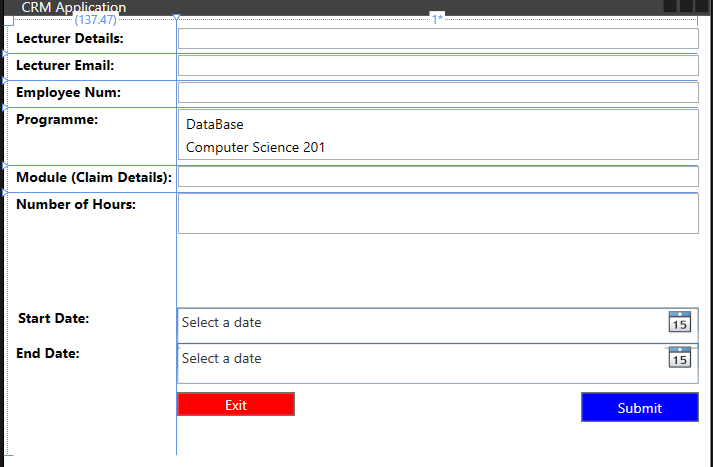 CRM Application
(137.47) 1*
Lecturer Details:
Lecturer Email:
Employee Num:
Programme:
DataBase
Computer Science 201
Module (Claim Details):
Number of Hours:
Start Date: Select a date 15
End Date: Select a date 15
Exit Submit